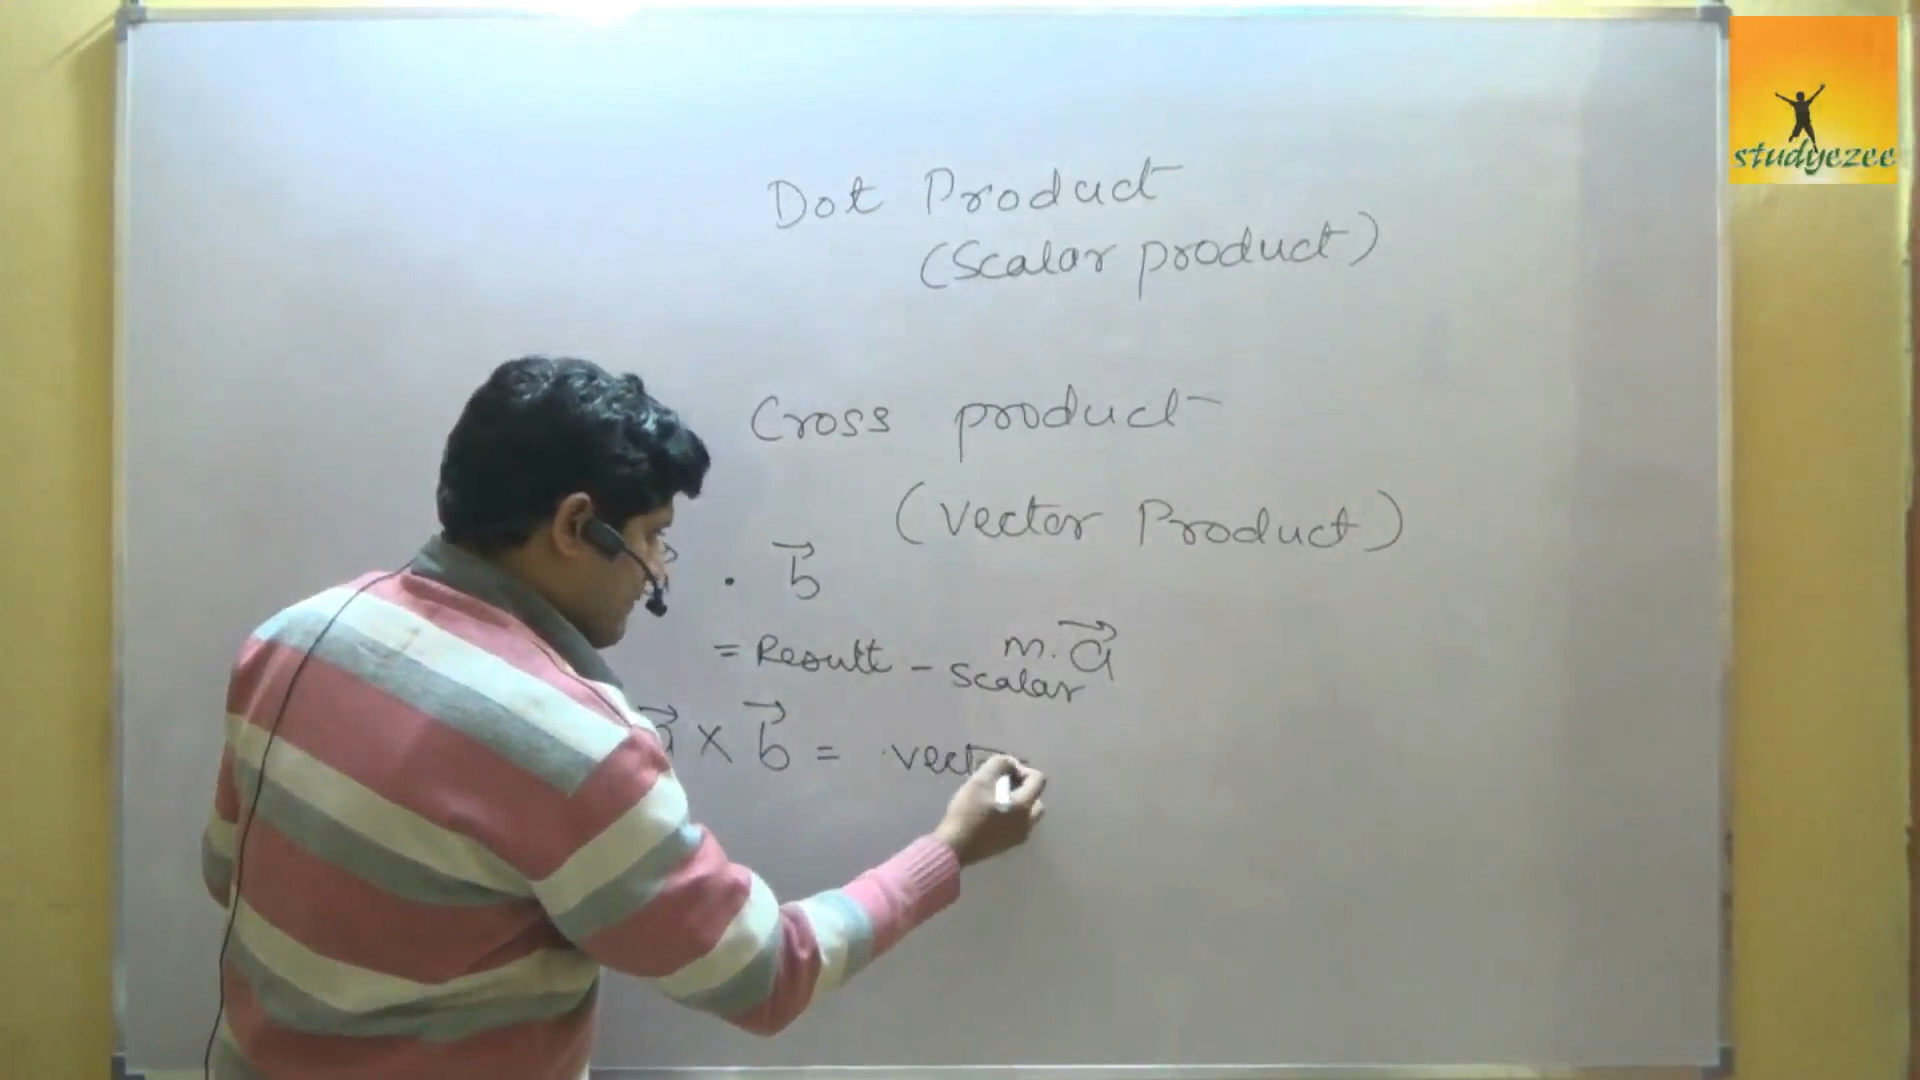 studyezee
Dot Product
(Scalar product)
Cross product
(Vector Product)
. b⃗
= Result - scalar
m. a⃗
a⃗ X b⃗ = vect